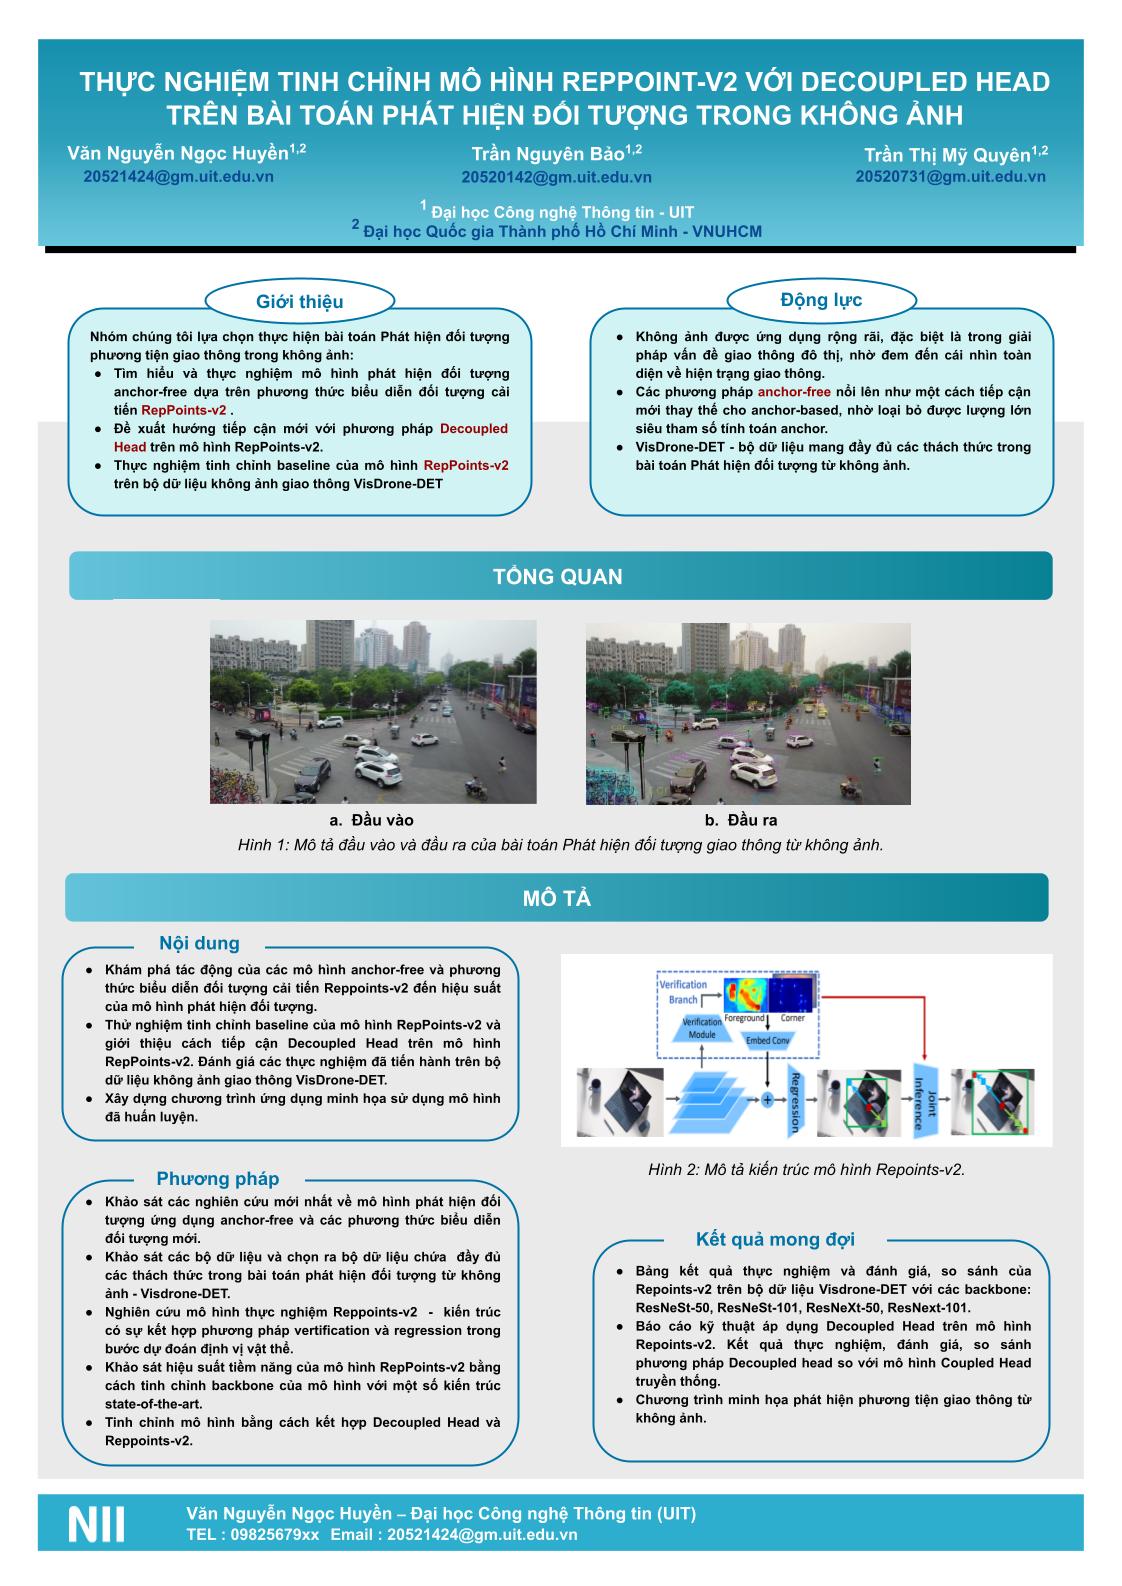 THỰC NGHIỆM TINH CHỈNH MÔ HÌNH REPPOINT-V2 VỚI DECOUPLED HEAD
TRÊN BÀI TOÁN PHÁT HIỆN ĐỐI TƯỢNG TRONG KHÔNG ẢNH
Văn Nguyễn Ngọc Huyền1,2
20521424@gm.uit.edu.vn
Trần Nguyên Bảo1,2
20520142@gm.uit.edu.vn
Trần Thị Mỹ Quyên1,2
20520731@gm.uit.edu.vn
1 Đại học Công nghệ Thông tin - UIT
2 Đại học Quốc gia Thành phố Hồ Chí Minh - VNUHCM
Giới thiệu
Nhóm chúng tôi lựa chọn thực hiện bài toán Phát hiện đối tượng
phương tiện giao thông trong không ảnh:
● Tìm hiểu và thực nghiệm mô hình phát hiện đối tượng
anchor-free dựa trên phương thức biểu diễn đối tượng cải
tiến RepPoints-v2 .
● Đề xuất hướng tiếp cận mới với phương pháp Decoupled
Head trên mô hình RepPoints-v2.
● Thực nghiệm tinh chỉnh baseline của mô hình RepPoints-v2
trên bộ dữ liệu không ảnh giao thông VisDrone-DET
Động lực
● Không ảnh được ứng dụng rộng rãi, đặc biệt là trong giải
pháp vấn đề giao thông đô thị, nhờ đem đến cái nhìn toàn
diện về hiện trạng giao thông.
● Các phương pháp anchor-free nổi lên như một cách tiếp cận
mới thay thế cho anchor-based, nhờ loại bỏ được lượng lớn
siêu tham số tính toán anchor.
● VisDrone-DET - bộ dữ liệu mang đầy đủ các thách thức trong
bài toán Phát hiện đối tượng từ không ảnh.
TỔNG QUAN
a. Đầu vào
b. Đầu ra
Hình 1: Mô tả đầu vào và đầu ra của bài toán Phát hiện đối tượng giao thông từ không ảnh.
MÔ TẢ
Nội dung
● Khám phá tác động của các mô hình anchor-free và phương
thức biểu diễn đối tượng cải tiến Reppoints-v2 đến hiệu suất
của mô hình phát hiện đối tượng.
● Thử nghiệm tinh chỉnh baseline của mô hình RepPoints-v2 và
giới thiệu cách tiếp cận Decoupled Head trên mô hình
RepPoints-v2. Đánh giá các thực nghiệm đã tiến hành trên bộ
dữ liệu không ảnh giao thông VisDrone-DET.
● Xây dựng chương trình ứng dụng minh họa sử dụng mô hình
đã huấn luyện.
Verification
Branch
Foreground
Corner
Verification
Module
Embed Conv
+
Regression
Joint
Inference
Hình 2: Mô tả kiến trúc mô hình Repoints-v2.
Phương pháp
● Khảo sát các nghiên cứu mới nhất về mô hình phát hiện đối
tượng ứng dụng anchor-free và các phương thức biểu diễn
đối tượng mới.
● Khảo sát các bộ dữ liệu và chọn ra bộ dữ liệu chứa đầy đủ
các thách thức trong bài toán phát hiện đối tượng từ không
ảnh - Visdrone-DET.
● Nghiên cứu mô hình thực nghiệm Reppoints-v2 - kiến trúc
có sự kết hợp phương pháp vertification và regression trong
bước dự đoán định vị vật thể.
● Khảo sát hiệu suất tiềm năng của mô hình RepPoints-v2 bằng
cách tinh chỉnh backbone của mô hình với một số kiến trúc
state-of-the-art.
● Tinh chỉnh mô hình bằng cách kết hợp Decoupled Head và
Reppoints-v2.
Kết quả mong đợi
● Bảng kết quả thực nghiệm và đánh giá, so sánh của
Repoints-v2 trên bộ dữ liệu Visdrone-DET với các backbone:
ResNeSt-50, ResNeSt-101, ResNeXt-50, ResNext-101.
● Báo cáo kỹ thuật áp dụng Decoupled Head trên mô hình
Repoints-v2. Kết quả thực nghiệm, đánh giá, so sánh
phương pháp Decoupled head so với mô hình Coupled Head
truyền thống.
● Chương trình minh họa phát hiện phương tiện giao thông từ
không ảnh.
NII
Văn Nguyễn Ngọc Huyền – Đại học Công nghệ Thông tin (UIT)
TEL : 09825679xx Email : 20521424@gm.uit.edu.vn